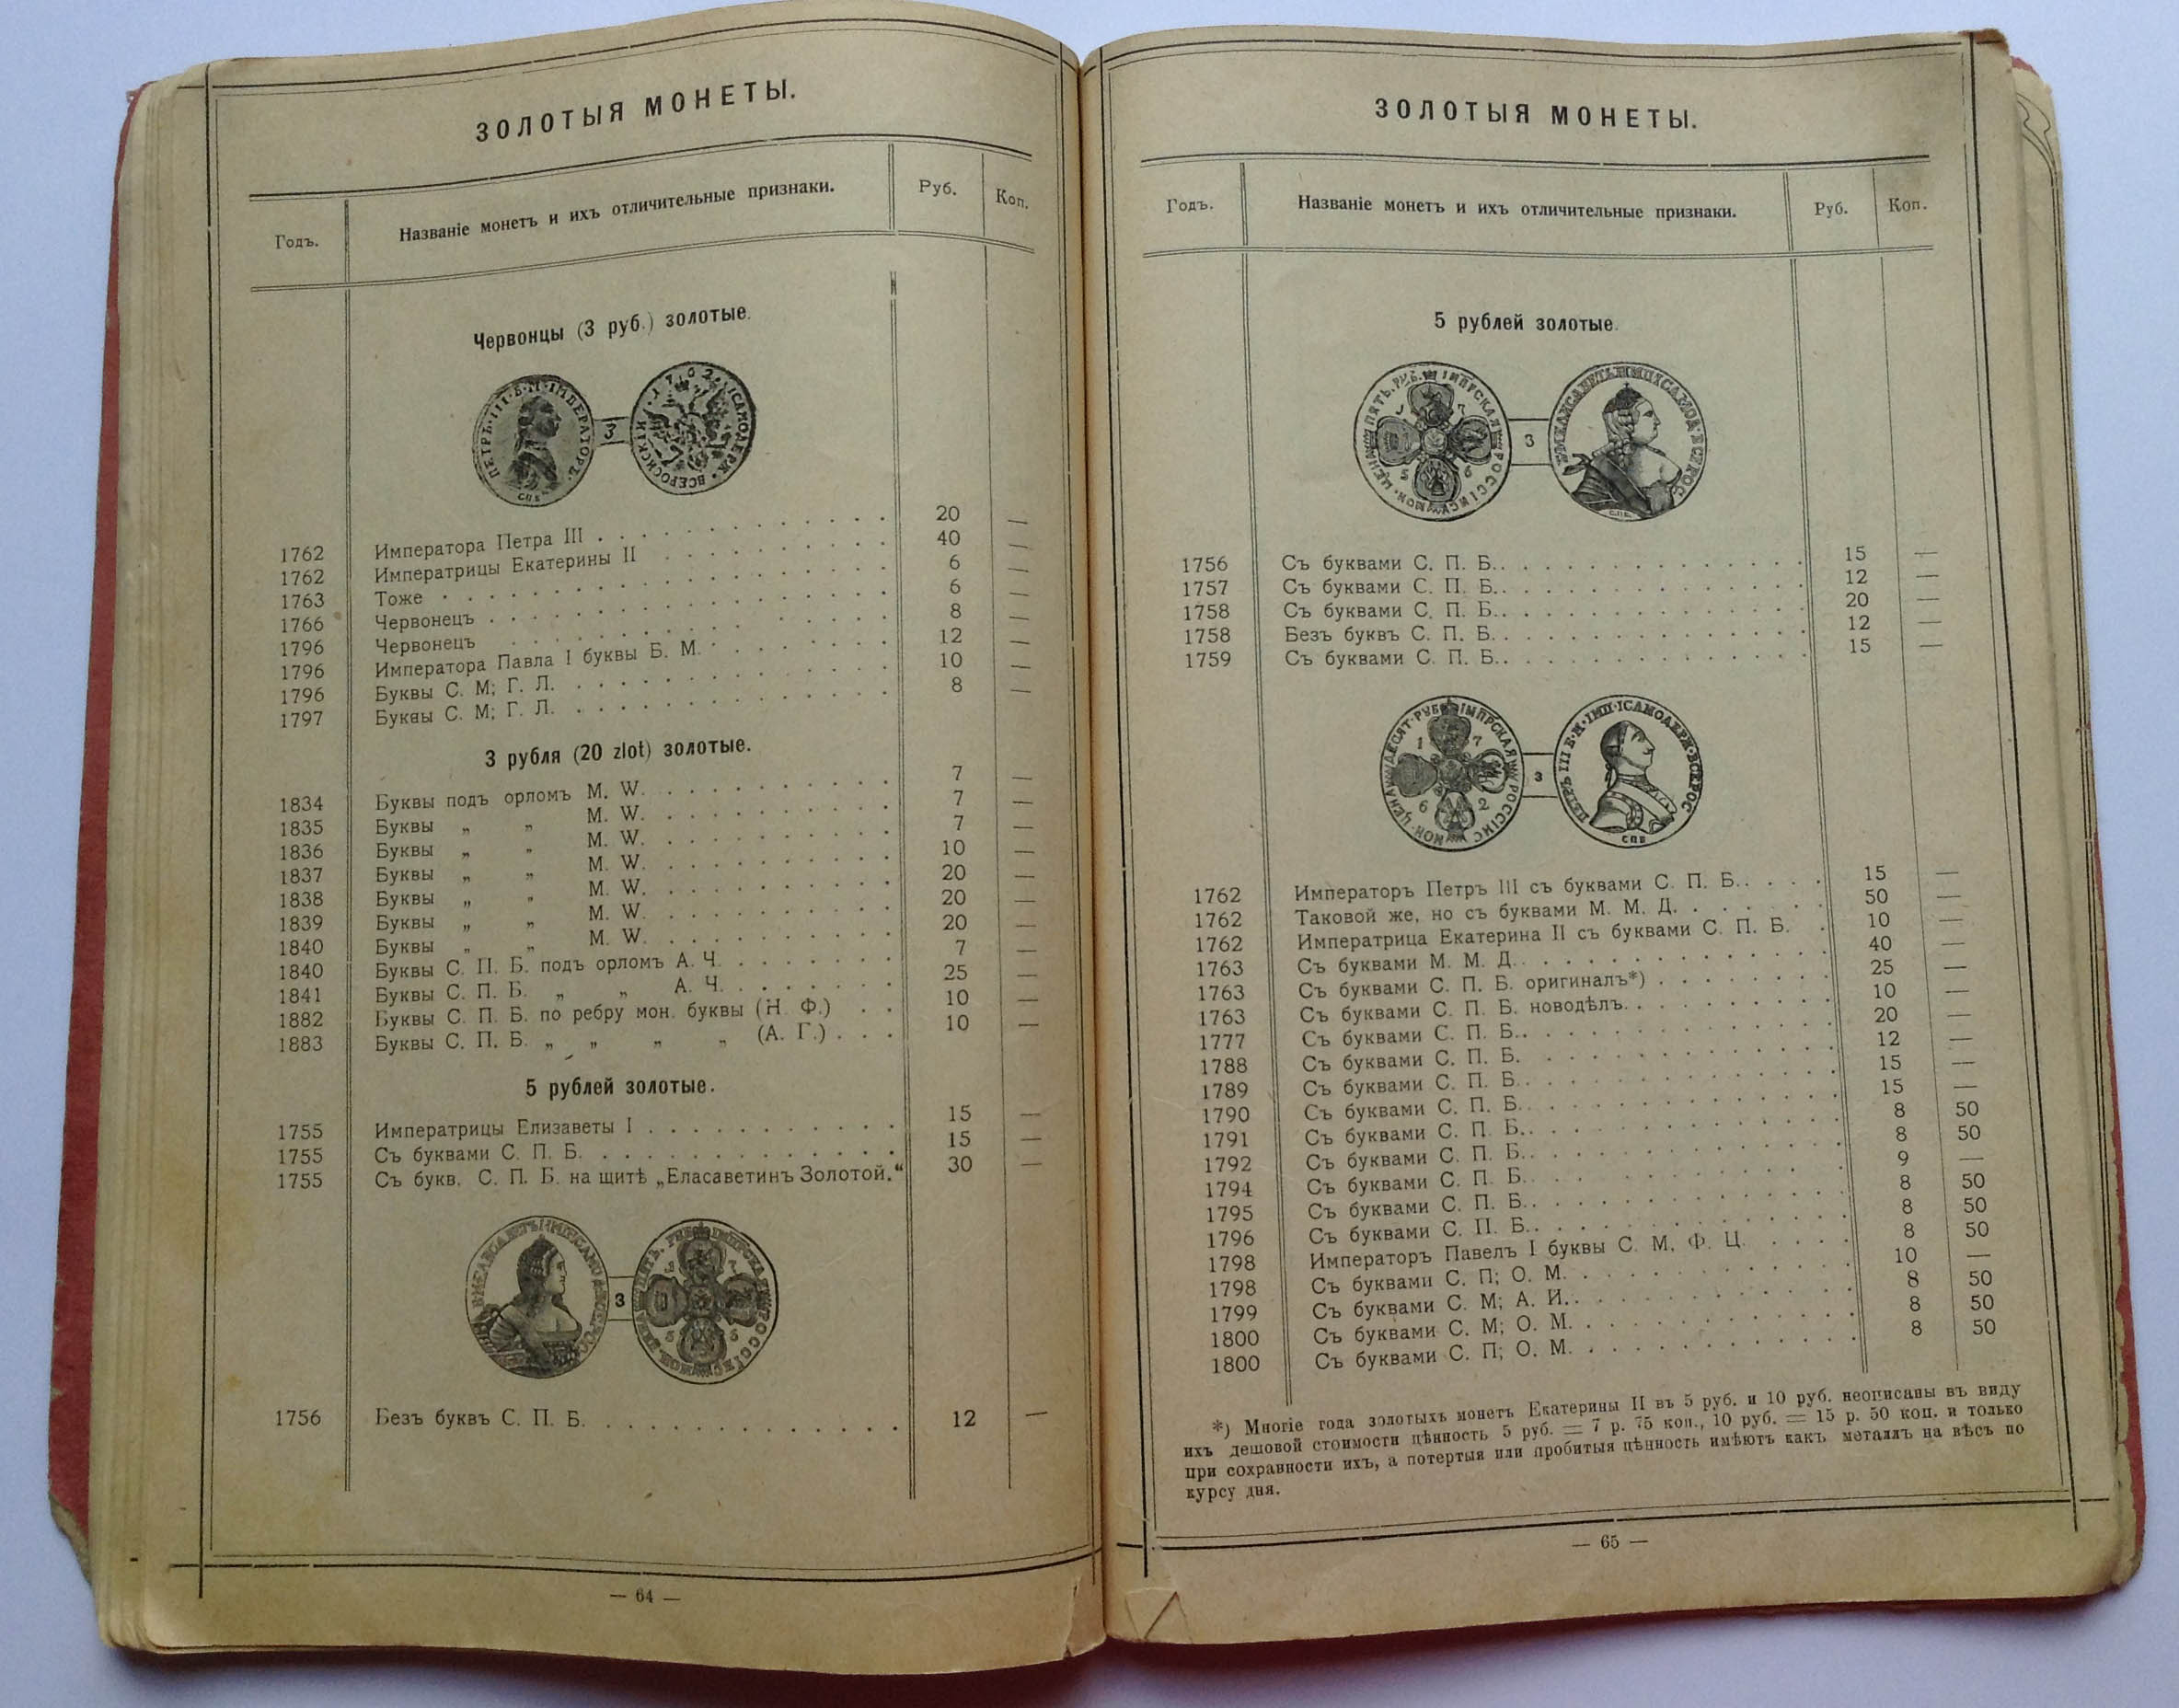 ЗОЛОТЫЯ МОНЕТЫ.
Годъ. Названіе монетъ и ихъ отличительные признаки. Руб. Коп.
Червонцы (3 руб.) золотые.
ПЕТРЪ·III·Б·М·IМПЕРАТОРЪ· СПБ 3 ·1762·IСАМОДЕРЖ·ВСЕРОСИСКIИ
1762 Императора Петра III . . . . . . . . . . . . 20 —
1762 Императрицы Екатерины II . . . . . . . . . . 40 —
1763 Тоже . . . . . . . . . . . . . . . . . 6 —
1766 Червонецъ . . . . . . . . . . . . . . . 6 —
1796 Червонецъ . . . . . . . . . . . . . . 8 —
1796 Императора Павла I буквы Б. М. . . . . . . . 12 —
1796 Буквы С. М; Г. Л. . . . . . . . . . . . . 10 —
1797 Буквы С. М; Г. Л. . . . . . . . . . . . . 8 —
3 рубля (20 zlot) золотые.
1834 Буквы подъ орломъ M. W. . . . . . . . . . 7 —
1835 Буквы „ „ M. W. . . . . . . . . . 7 —
1836 Буквы „ „ M. W. . . . . . . . . . 7 —
1837 Буквы „ „ M. W. . . . . . . . . . 10 —
1838 Буквы „ „ M. W. . . . . . . . . . 20 —
1839 Буквы „ „ M. W. . . . . . . . . . 20 —
1840 Буквы „ „ M. W. . . . . . . . . . 20 —
1840 Буквы С. П. Б. подъ орломъ А. Ч. . . . . . . . 7 —
1841 Буквы С. П. Б. „ „ А. Ч. . . . . . . . 25 —
1882 Буквы С. П. Б. по ребру мон. буквы (Н. Ф.) . . 10 —
1883 Буквы С. П. Б. „ „ „ „ (А. Г.) . . . 10 —
5 рублей золотые.
1755 Императрицы Елизаветы I . . . . . . . . . . . 15 —
1755 Съ буквами С. П. Б. . . . . . . . . . . . . 15 —
1755 Съ букв. С. П. Б. на щитѣ „Еласаветинъ Золотой.“ 30 —
3
1756 Безъ буквъ С. П. Б. . . . . . . . . . . . . 12 —
— 64 —
ЗОЛОТЫЯ МОНЕТЫ.
Годъ. Названіе монетъ и ихъ отличительные признаки. Руб. Коп.
5 рублей золотые.
3
1756 Съ буквами С. П. Б. . . . . . . . . . . . . . 15 —
1757 Съ буквами С. П. Б. . . . . . . . . . . . . . 12 —
1758 Съ буквами С. П. Б. . . . . . . . . . . . . . 20 —
1758 Безъ буквъ С. П. Б. . . . . . . . . . . . . . 12 —
1759 Съ буквами С. П. Б. . . . . . . . . . . . . . 15 —
3
1762 Императоръ Петръ III съ буквами С. П. Б. . . . . 15 —
1762 Таковой же, но съ буквами М. М. Д. . . . . . . 50 —
1762 Императрица Екатерина II съ буквами С. П. Б. . 10 —
1763 Съ буквами М. М. Д. . . . . . . . . . . . . 40 —
1763 Съ буквами С. П. Б. оригиналъ*) . . . . . . . 25 —
1763 Съ буквами С. П. Б. новодѣлъ. . . . . . . . . 10 —
1777 Съ буквами С. П. Б. . . . . . . . . . . . . 20 —
1788 Съ буквами С. П. Б. . . . . . . . . . . . . 12 —
1789 Съ буквами С. П. Б. . . . . . . . . . . . . 15 —
1790 Съ буквами С. П. Б. . . . . . . . . . . . . 15 —
1791 Съ буквами С. П. Б. . . . . . . . . . . . . 8 50
1792 Съ буквами С. П. Б. . . . . . . . . . . . . 8 50
1794 Съ буквами С. П. Б. . . . . . . . . . . . . 9 —
1795 Съ буквами С. П. Б. . . . . . . . . . . . . 8 50
1796 Съ буквами С. П. Б. . . . . . . . . . . . . 8 50
1798 Императоръ Павелъ I буквы С. М. Ф. Ц. . . . . 8 50
1798 Съ буквами С. П; О. М. . . . . . . . . . . . 10 —
1799 Съ буквами С. М; А. И. . . . . . . . . . . . 8 50
1800 Съ буквами С. М; О. М. . . . . . . . . . . . 8 50
1800 Съ буквами С. П; О. М. . . . . . . . . . . . 8 50
*) Многіе года золотыхъ монетъ Екатерины II въ 5 руб. и 10 руб. неописаны въ виду
ихъ дешовой стоимости цѣнность 5 руб. = 7 р. 75 коп., 10 руб. = 15 р. 50 коп. и только
при сохранности ихъ, а потертыя или пробитыя цѣнность имѣютъ какъ металлъ на вѣсъ по
курсу дня.
— 65 —